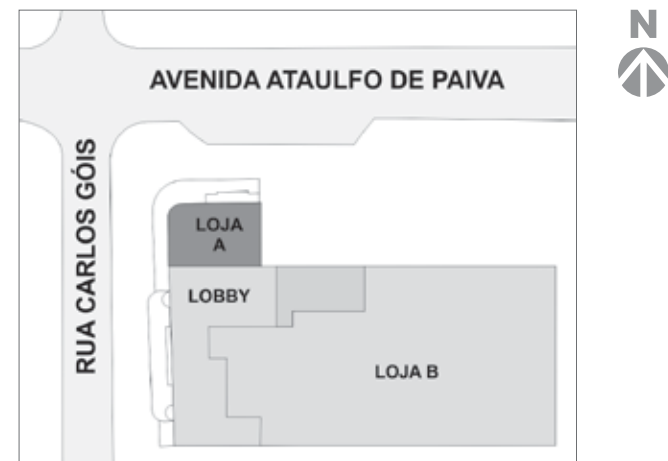 N
AVENIDA ATAULFO DE PAIVA
RUA CARLOS GÓIS
LOJA
A
LOBBY
LOJA B